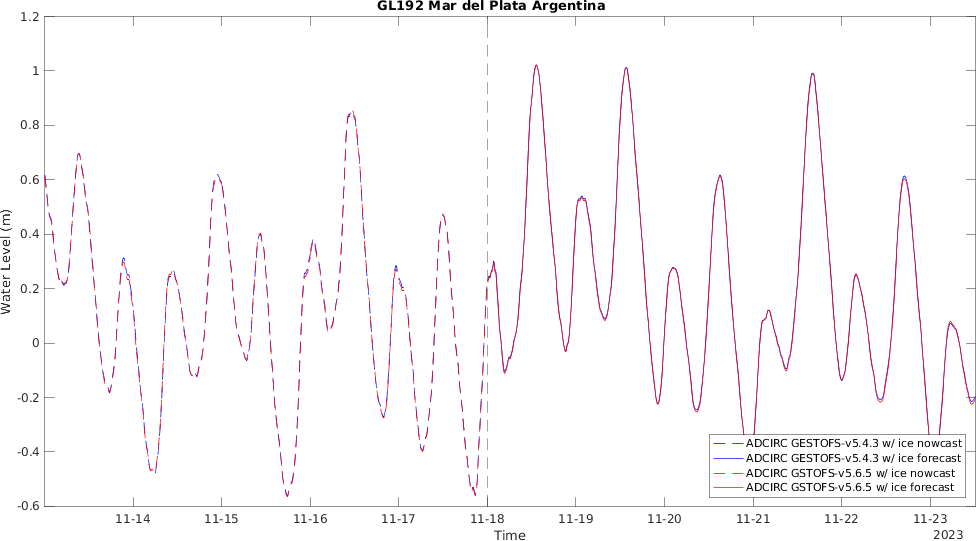 GL192 Mar del Plata Argentina
1.2
1
0.8
0.6
0.4
0.2
0
-0.2
-0.4
-0.6
Water Level (m)
ADCIRC GESTOFS-v5.4.3 w/ ice nowcast
ADCIRC GESTOFS-v5.4.3 w/ ice forecast
ADCIRC GSTOFS-v5.6.5 w/ ice nowcast
ADCIRC GSTOFS-v5.6.5 w/ ice forecast
11-14 11-15 11-16 11-17 11-18 11-19 11-20 11-21 11-22 11-23
Time
2023